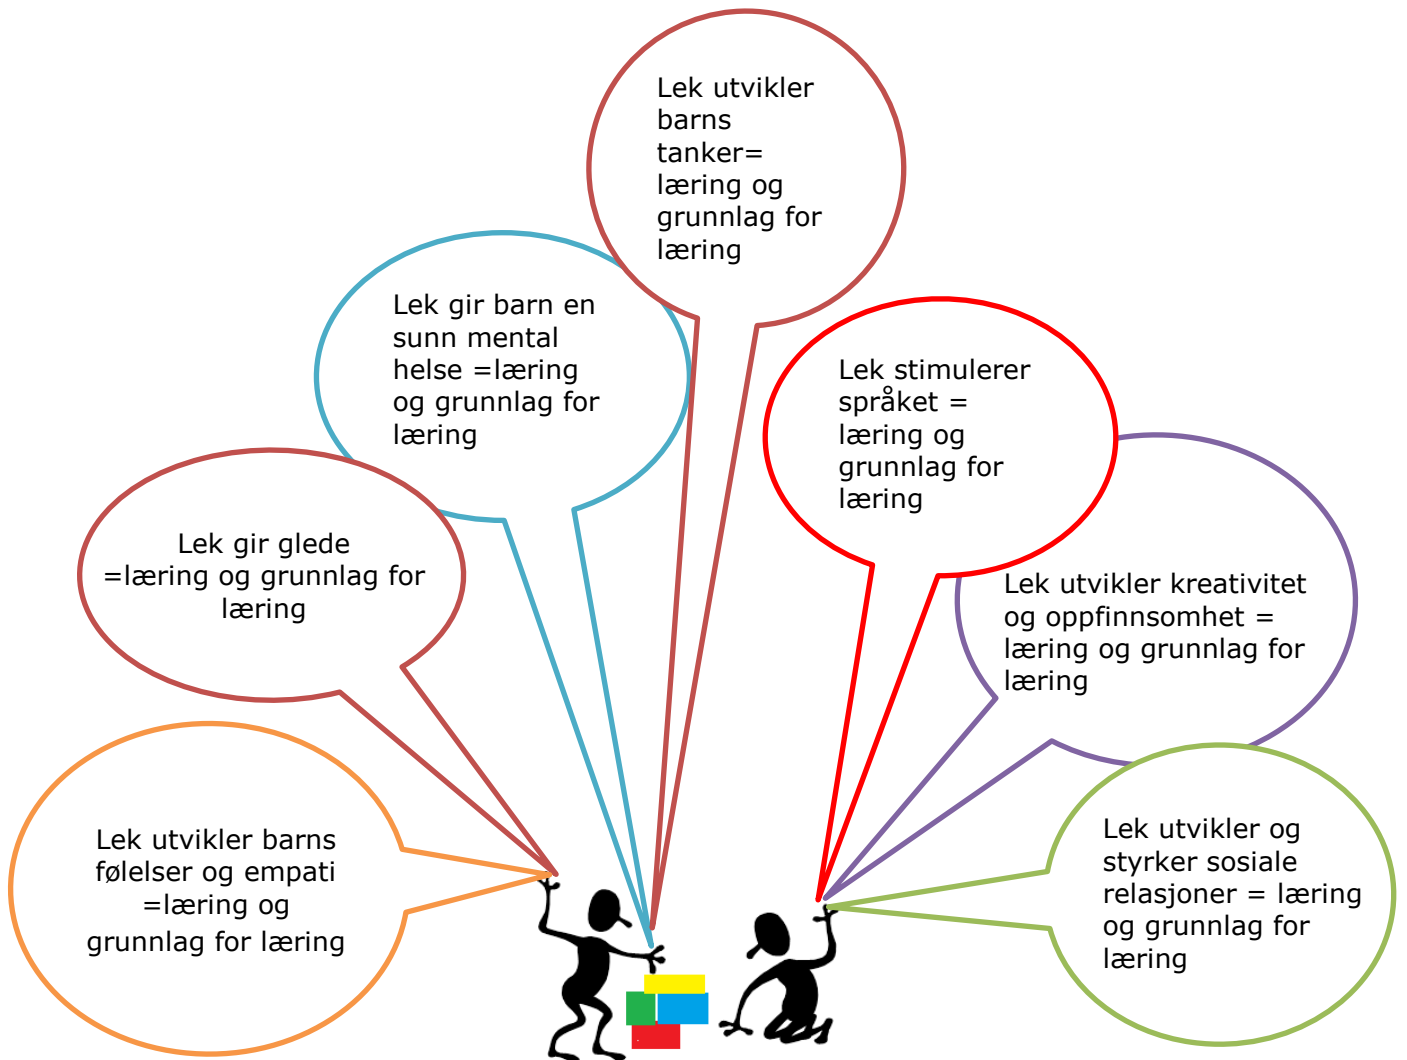 Lek utvikler
barns
tanker=
læring og
grunnlag for
læring
Lek gir barn en
sunn mental
helse =læring
og grunnlag for
læring
Lek stimulerer
språket =
læring og
grunnlag for
læring
Lek gir glede
=læring og grunnlag for
læring
Lek utvikler kreativitet
og oppfinnsomhet =
læring og grunnlag for
læring
Lek utvikler barns
følelser og empati
=læring og
grunnlag for læring
Lek utvikler og
styrker sosiale
relasjoner = læring
og grunnlag for
læring